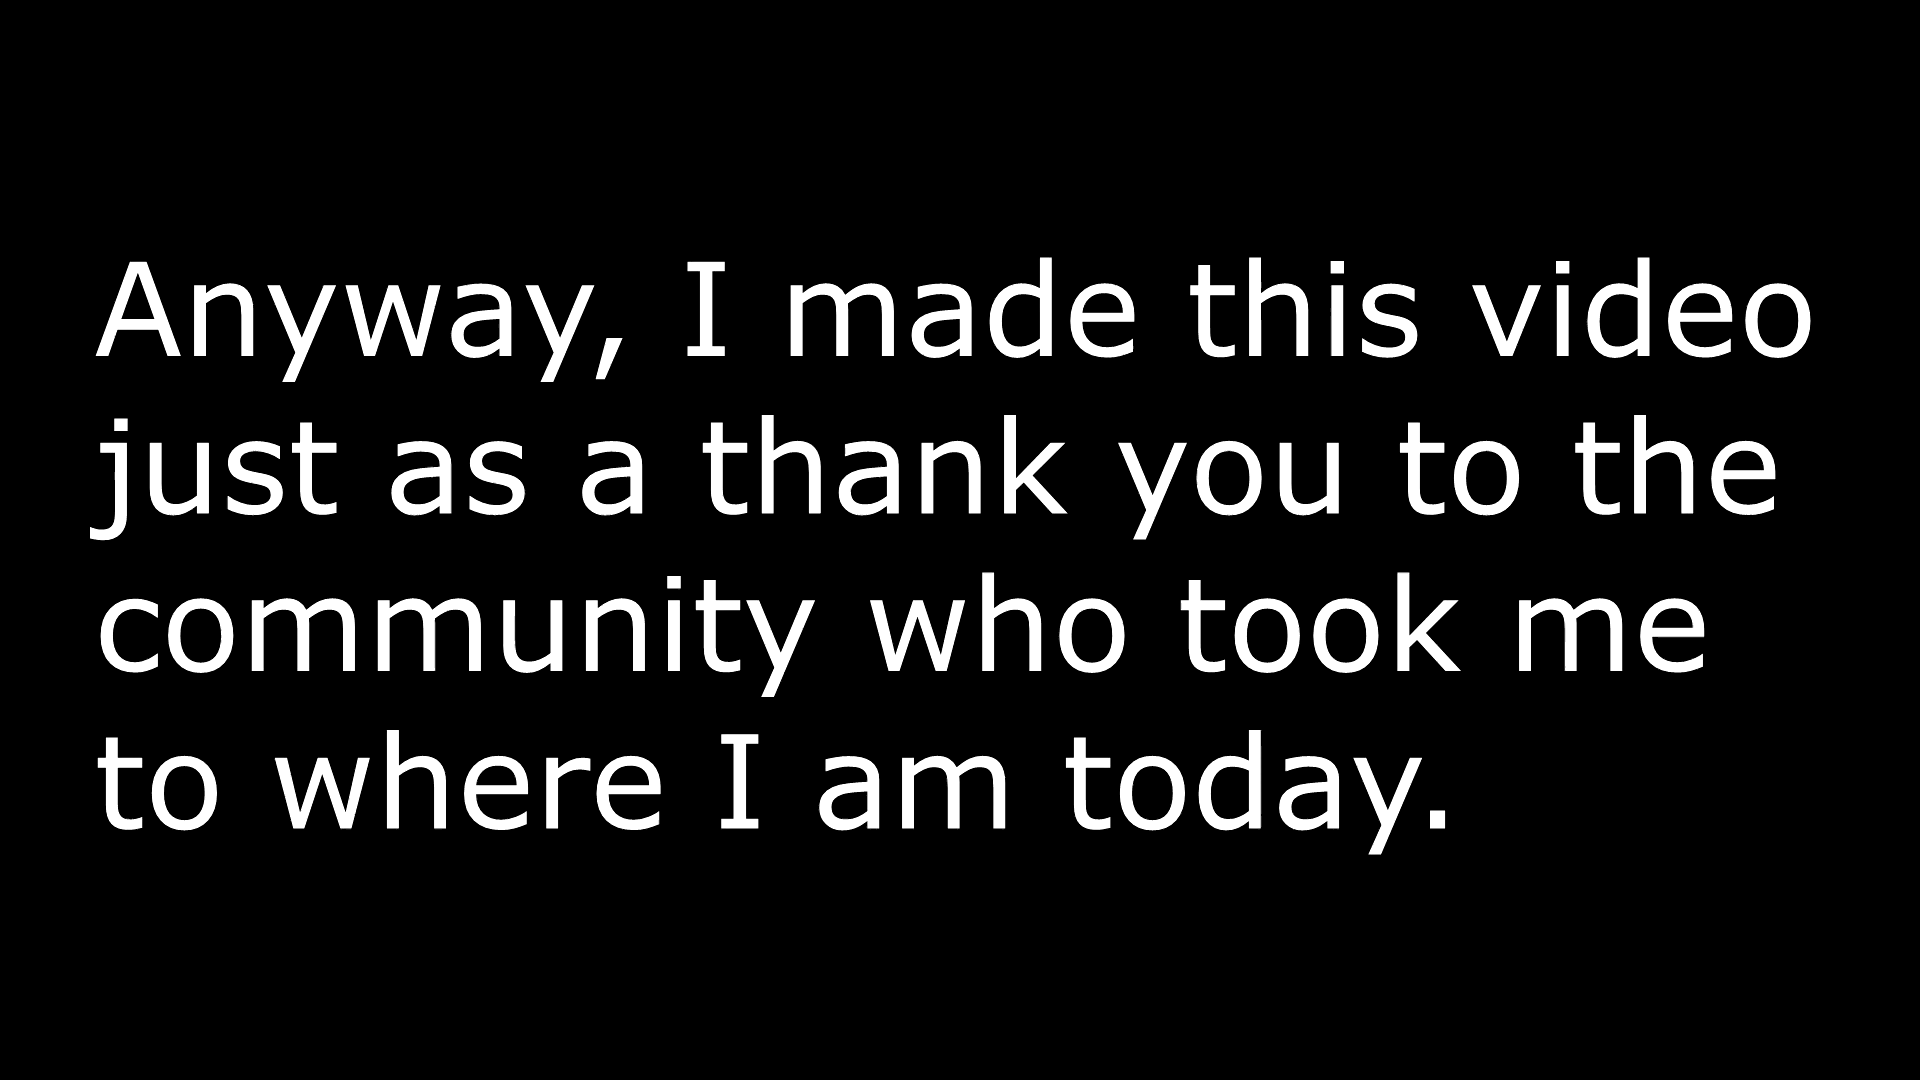 Anyway, I made this video
just as a thank you to the
community who took me
to where I am today.